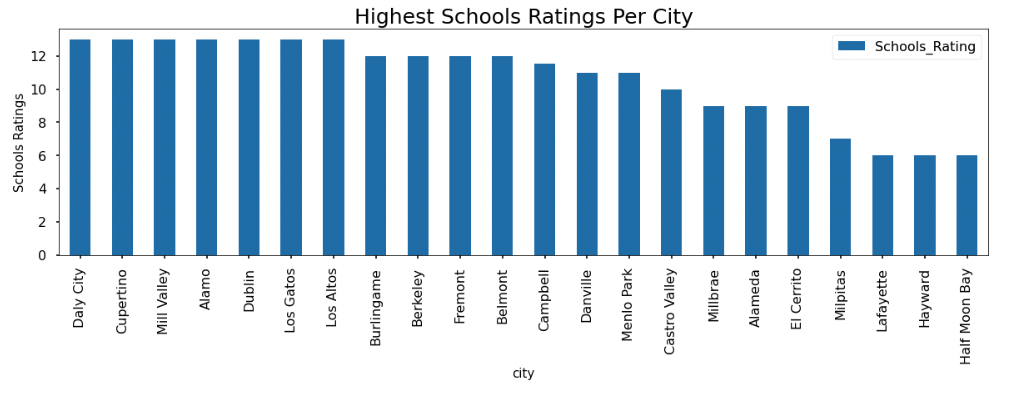 Highest Schools Ratings Per City
Schools_Rating
Schools Ratings
12
10
8
6
4
2
0
Daly City
Cupertino
Mill Valley
Alamo
Dublin
Los Gatos
Los Altos
Burlingame
Berkeley
Fremont
Belmont
Campbell
Danville
Menlo Park
Castro Valley
Millbrae
Alameda
El Cerrito
Milpitas
Lafayette
Hayward
Half Moon Bay
city